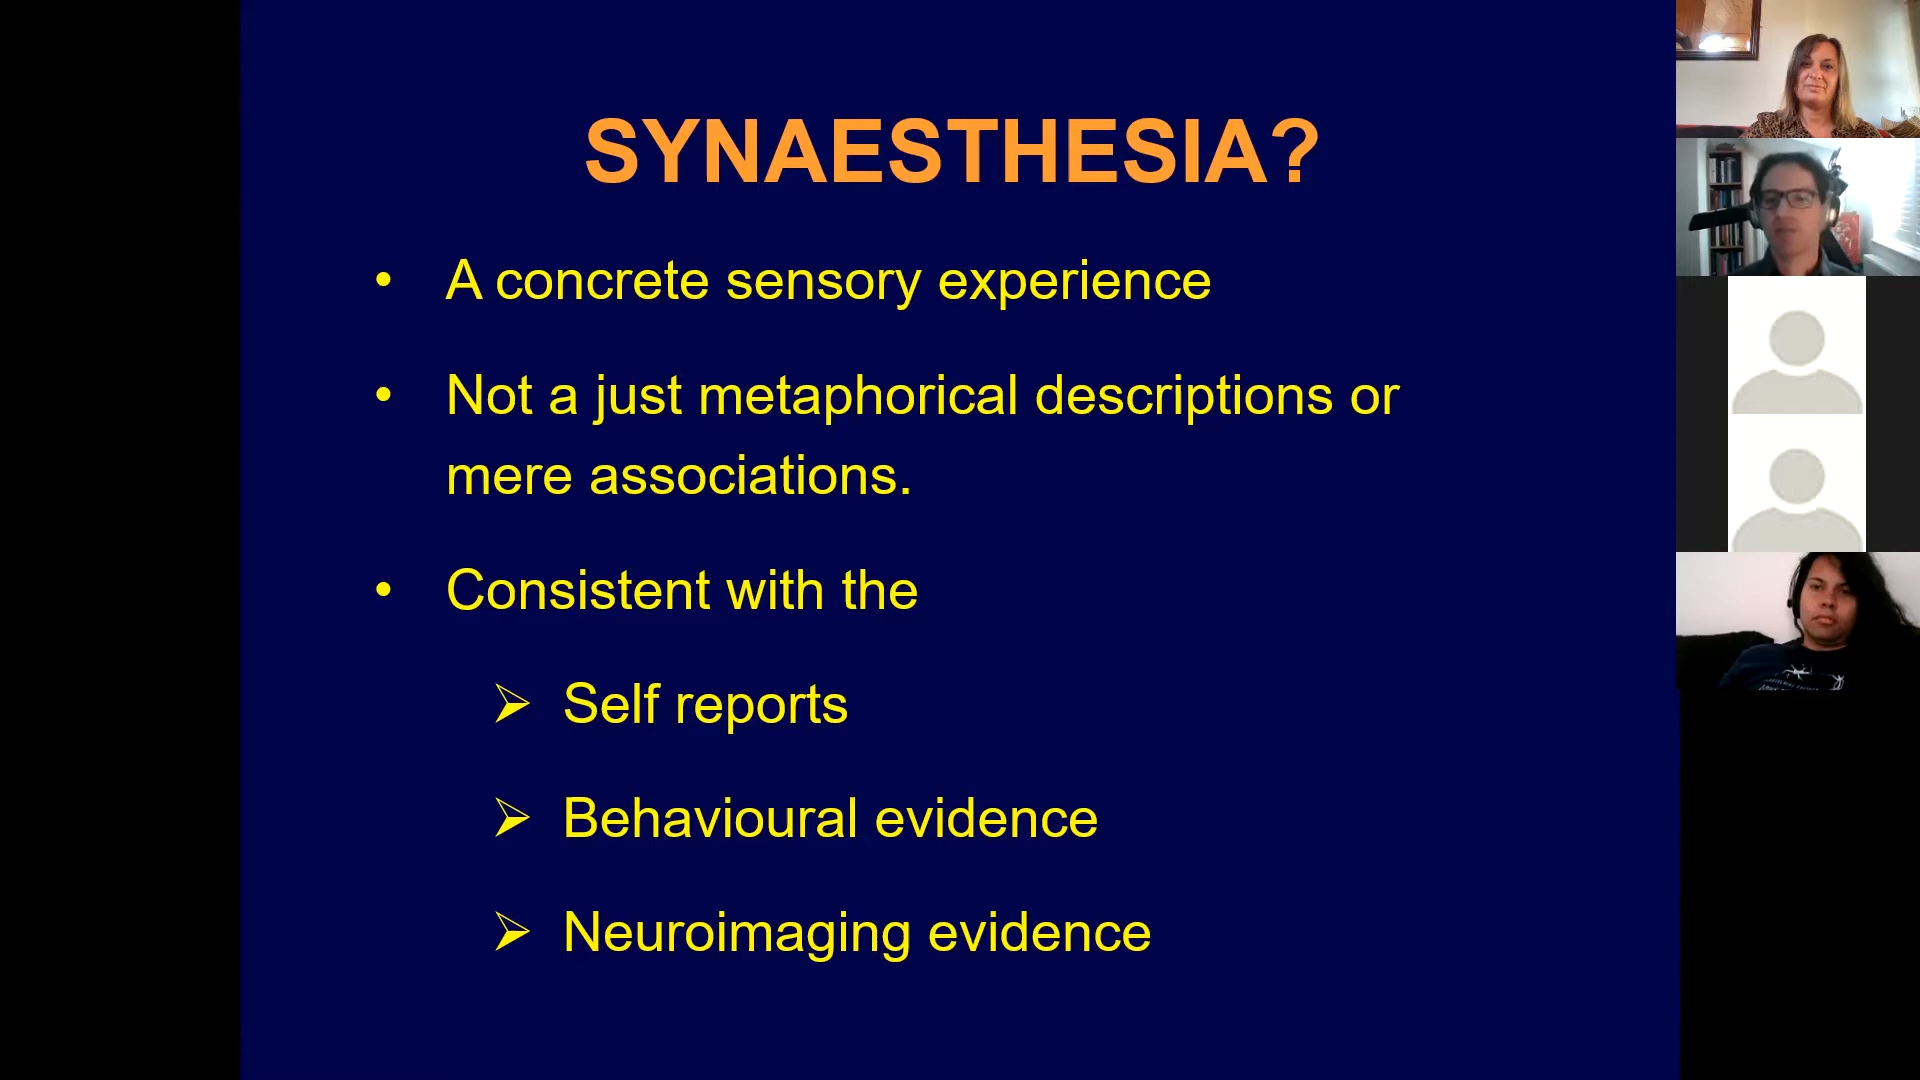 SYNAESTHESIA?
• A concrete sensory experience
• Not a just metaphorical descriptions or
mere associations.
• Consistent with the
➢ Self reports
➢ Behavioural evidence
➢ Neuroimaging evidence